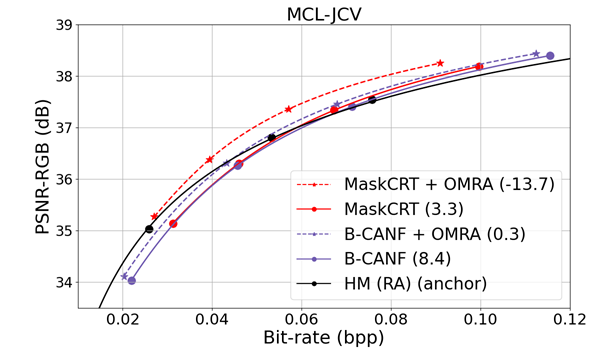 MCL-JCV
39
38
37
36
35
34
PSNR-RGB (dB)
MaskCRT + OMRA (-13.7)
MaskCRT (3.3)
B-CANF + OMRA (0.3)
B-CANF (8.4)
HM (RA) (anchor)
0.02 0.04 0.06 0.08 0.10 0.12
Bit-rate (bpp)